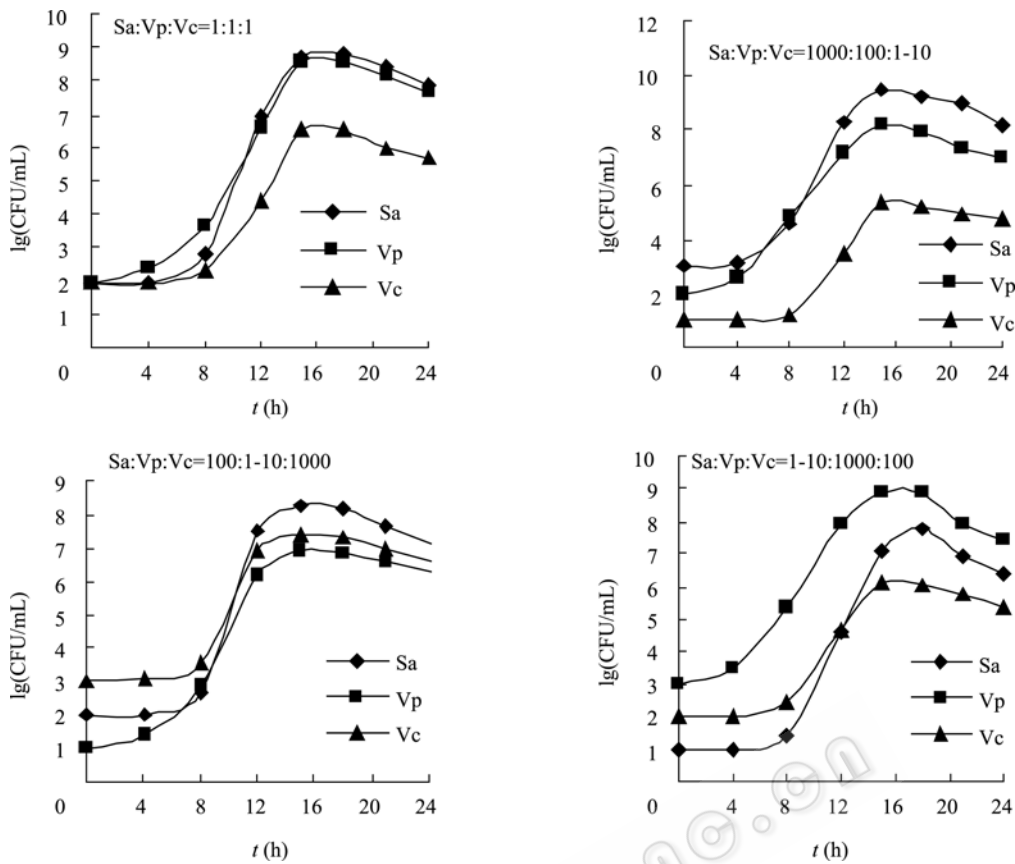 Sa:Vp:Vc=1:1:1
lg(CFU/mL)
10
9
8
7
6
5
4
3
2
1
0 4 8 12 16 20 24
t (h)
Sa
Vp
Vc
Sa:Vp:Vc=1000:100:1-10
lg(CFU/mL)
12
10
8
6
4
2
0 4 8 12 16 20 24
t (h)
Sa
Vp
Vc
Sa:Vp:Vc=100:1-10:1000
lg(CFU/mL)
9
8
7
6
5
4
3
2
1
0 4 8 12 16 20 24
t (h)
Sa
Vp
Vc
Sa:Vp:Vc=1-10:1000:100
lg(CFU/mL)
10
9
8
7
6
5
4
3
2
1
0 4 8 12 16 20 24
t (h)
Sa
Vp
Vc